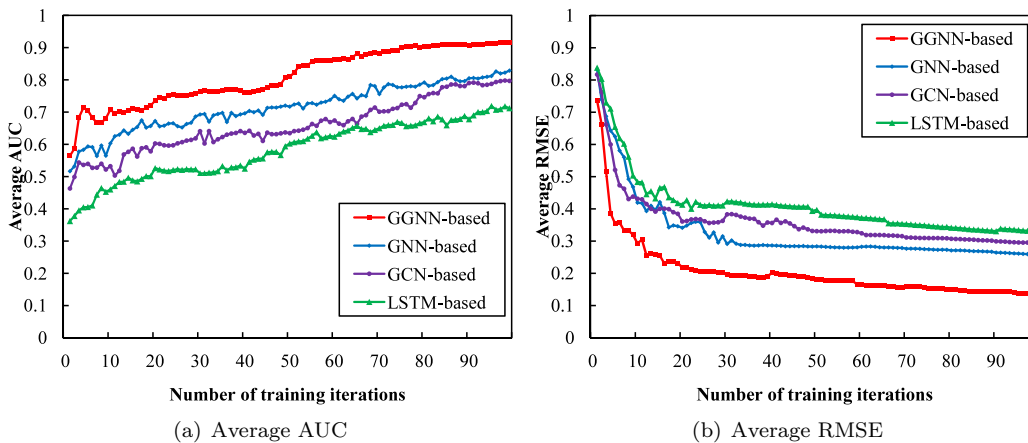 Average AUC
1
0.9
0.8
0.7
0.6
0.5
0.4
0.3
0.2
0.1
0
GGNN-based
GNN-based
GCN-based
LSTM-based
0 10 20 30 40 50 60 70 80 90
Number of training iterations
(a) Average AUC
Average RMSE
1
0.9
0.8
0.7
0.6
0.5
0.4
0.3
0.2
0.1
0
GGNN-based
GNN-based
GCN-based
LSTM-based
0 10 20 30 40 50 60 70 80 90
Number of training iterations
(b) Average RMSE